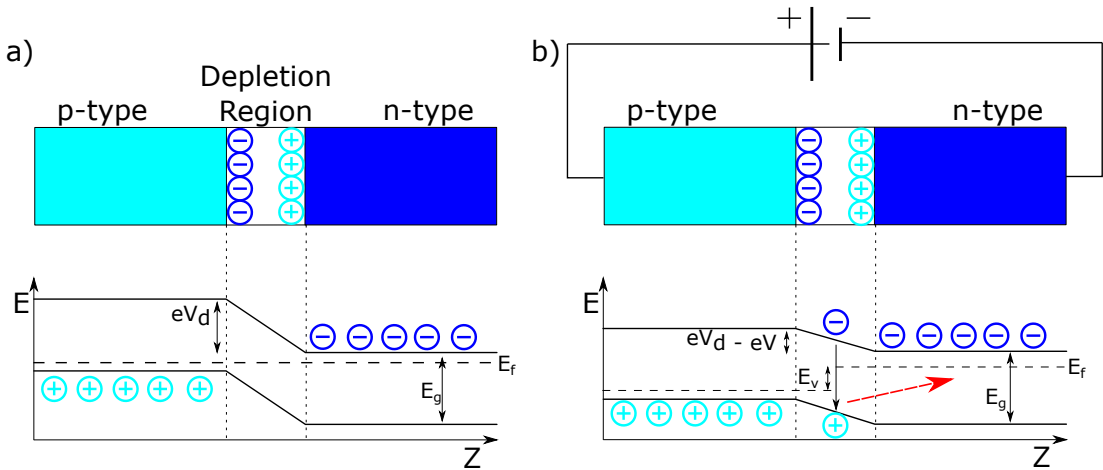 a)
Depletion
Region
p-type
n-type
− +
− +
− +
− +
E
eVd
− − − − −
Ef
+ + + + +
Eg
Z
b)
+ −
p-type
n-type
− +
− +
− +
− +
E
−
− − − − −
eVd - eV
Ev
Ef
Eg
+ + + + +
+
Z